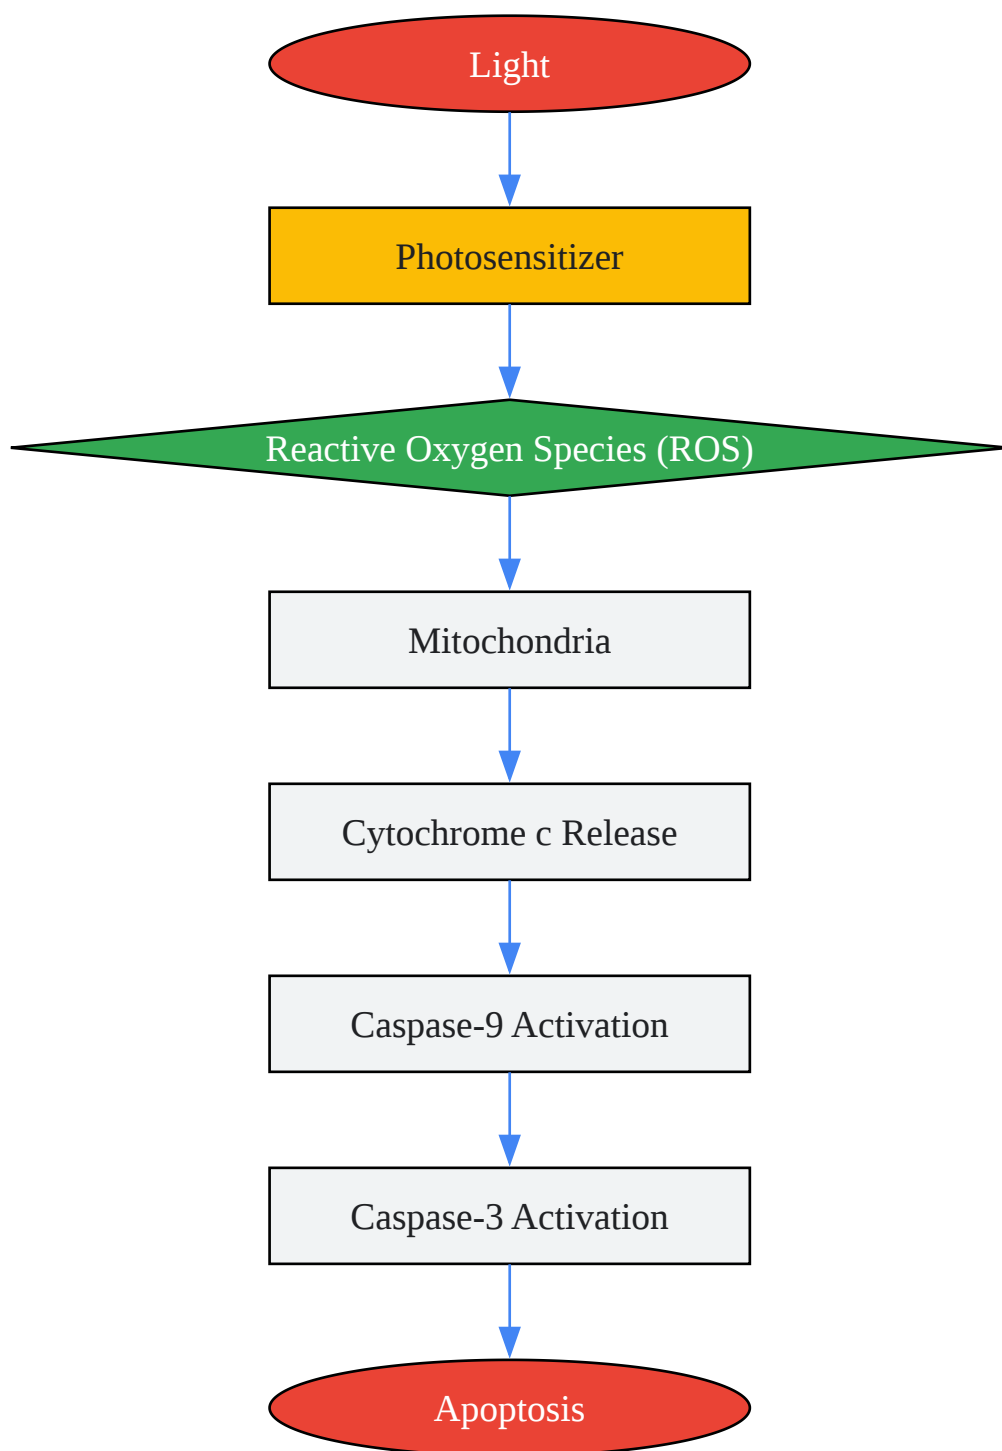 Light
Photosensitizer
Reactive Oxygen Species (ROS)
Mitochondria
Cytochrome c Release
Caspase-9 Activation
Caspase-3 Activation
Apoptosis